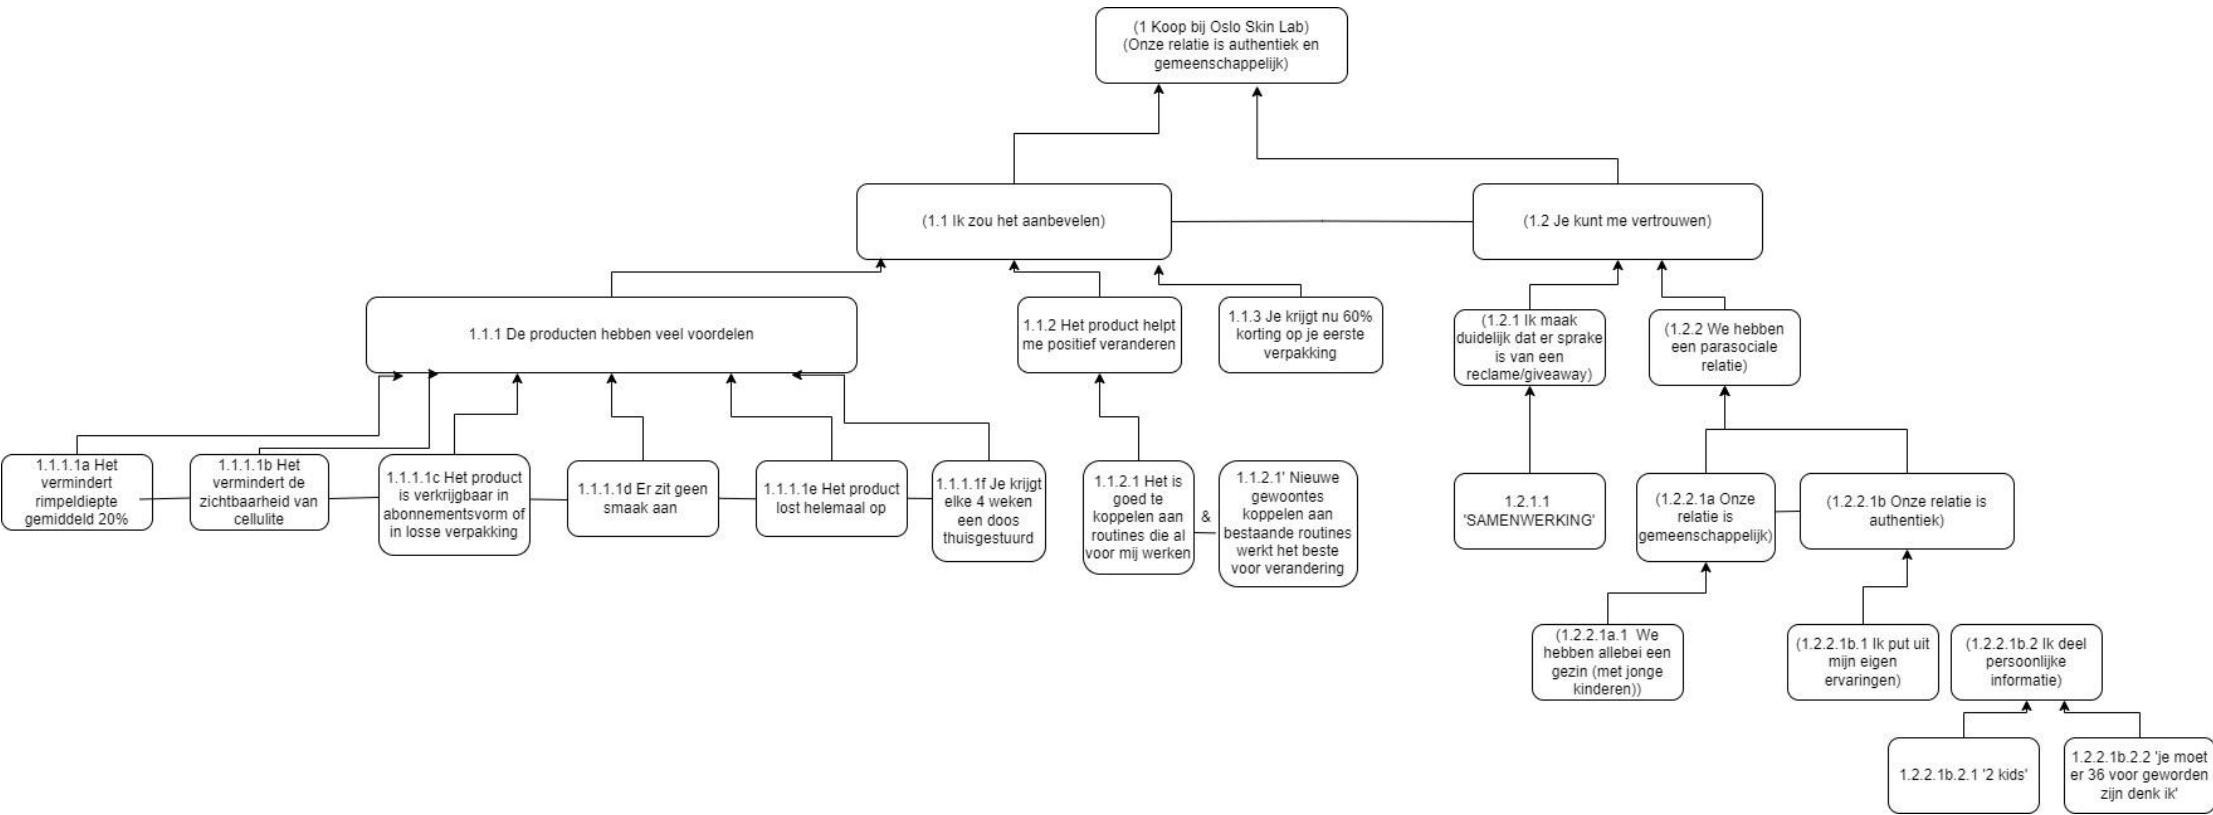 (1 Koop bij Oslo Skin Lab)
(Onze relatie is authentiek en
gemeenschappelijk)
(1.1 Ik zou het aanbevelen)
(1.2 Je kunt me vertrouwen)
1.1.1 De producten hebben veel voordelen
1.1.2 Het product helpt
me positief veranderen
1.1.3 Je krijgt nu 60%
korting op je eerste
verpakking
(1.2.1 Ik maak
duidelijk dat er sprake
is van een
reclame/giveaway)
(1.2.2 We hebben
een parasociale
relatie)
1.1.1.1a Het
vermindert
rimpeldiepte
gemiddeld 20%
1.1.1.1b Het
vermindert de
zichtbaarheid van
cellulite
1.1.1.1c Het product
is verkrijgbaar in
abonnementsvorm of
in losse verpakking
1.1.1.1d Er zit geen
smaak aan
1.1.1.1e Het product
lost helemaal op
1.1.1.1f Je krijgt
elke 4 weken
een doos
thuisgestuurd
1.1.2.1 Het is
goed te
koppelen aan
routines die al
voor mij werken
&
1.1.2.1' Nieuwe
gewoontes
koppelen aan
bestaande routines
werkt het beste
voor verandering
1.2.1.1
'SAMENWERKING'
(1.2.2.1a Onze
relatie is
gemeenschappelijk)
(1.2.2.1b Onze relatie is
authentiek)
(1.2.2.1a.1 We
hebben allebei een
gezin (met jonge
kinderen))
(1.2.2.1b.1 Ik put uit
mijn eigen
ervaringen)
(1.2.2.1b.2 Ik deel
persoonlijke
informatie)
1.2.2.1b.2.1 '2 kids'
1.2.2.1b.2.2 'je moet
er 36 voor geworden
zijn denk ik'